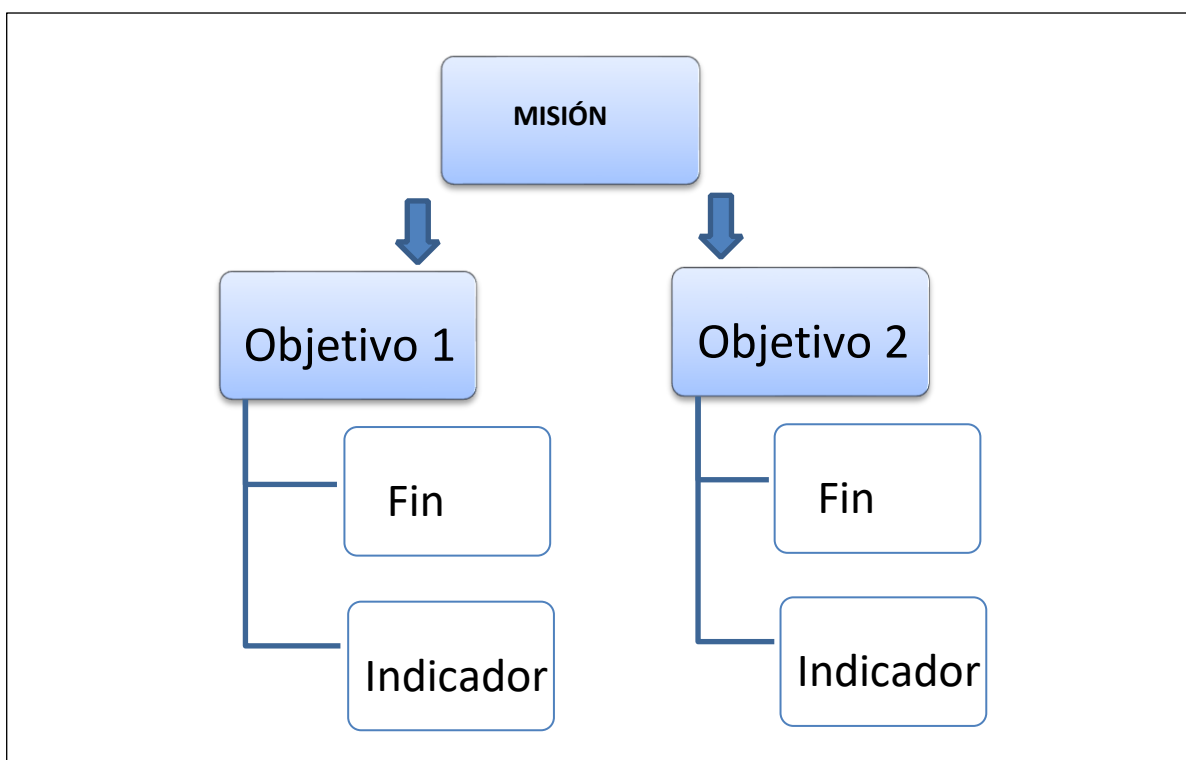 MISIÓN
Objetivo 1
Objetivo 2
Fin
Fin
Indicador
Indicador